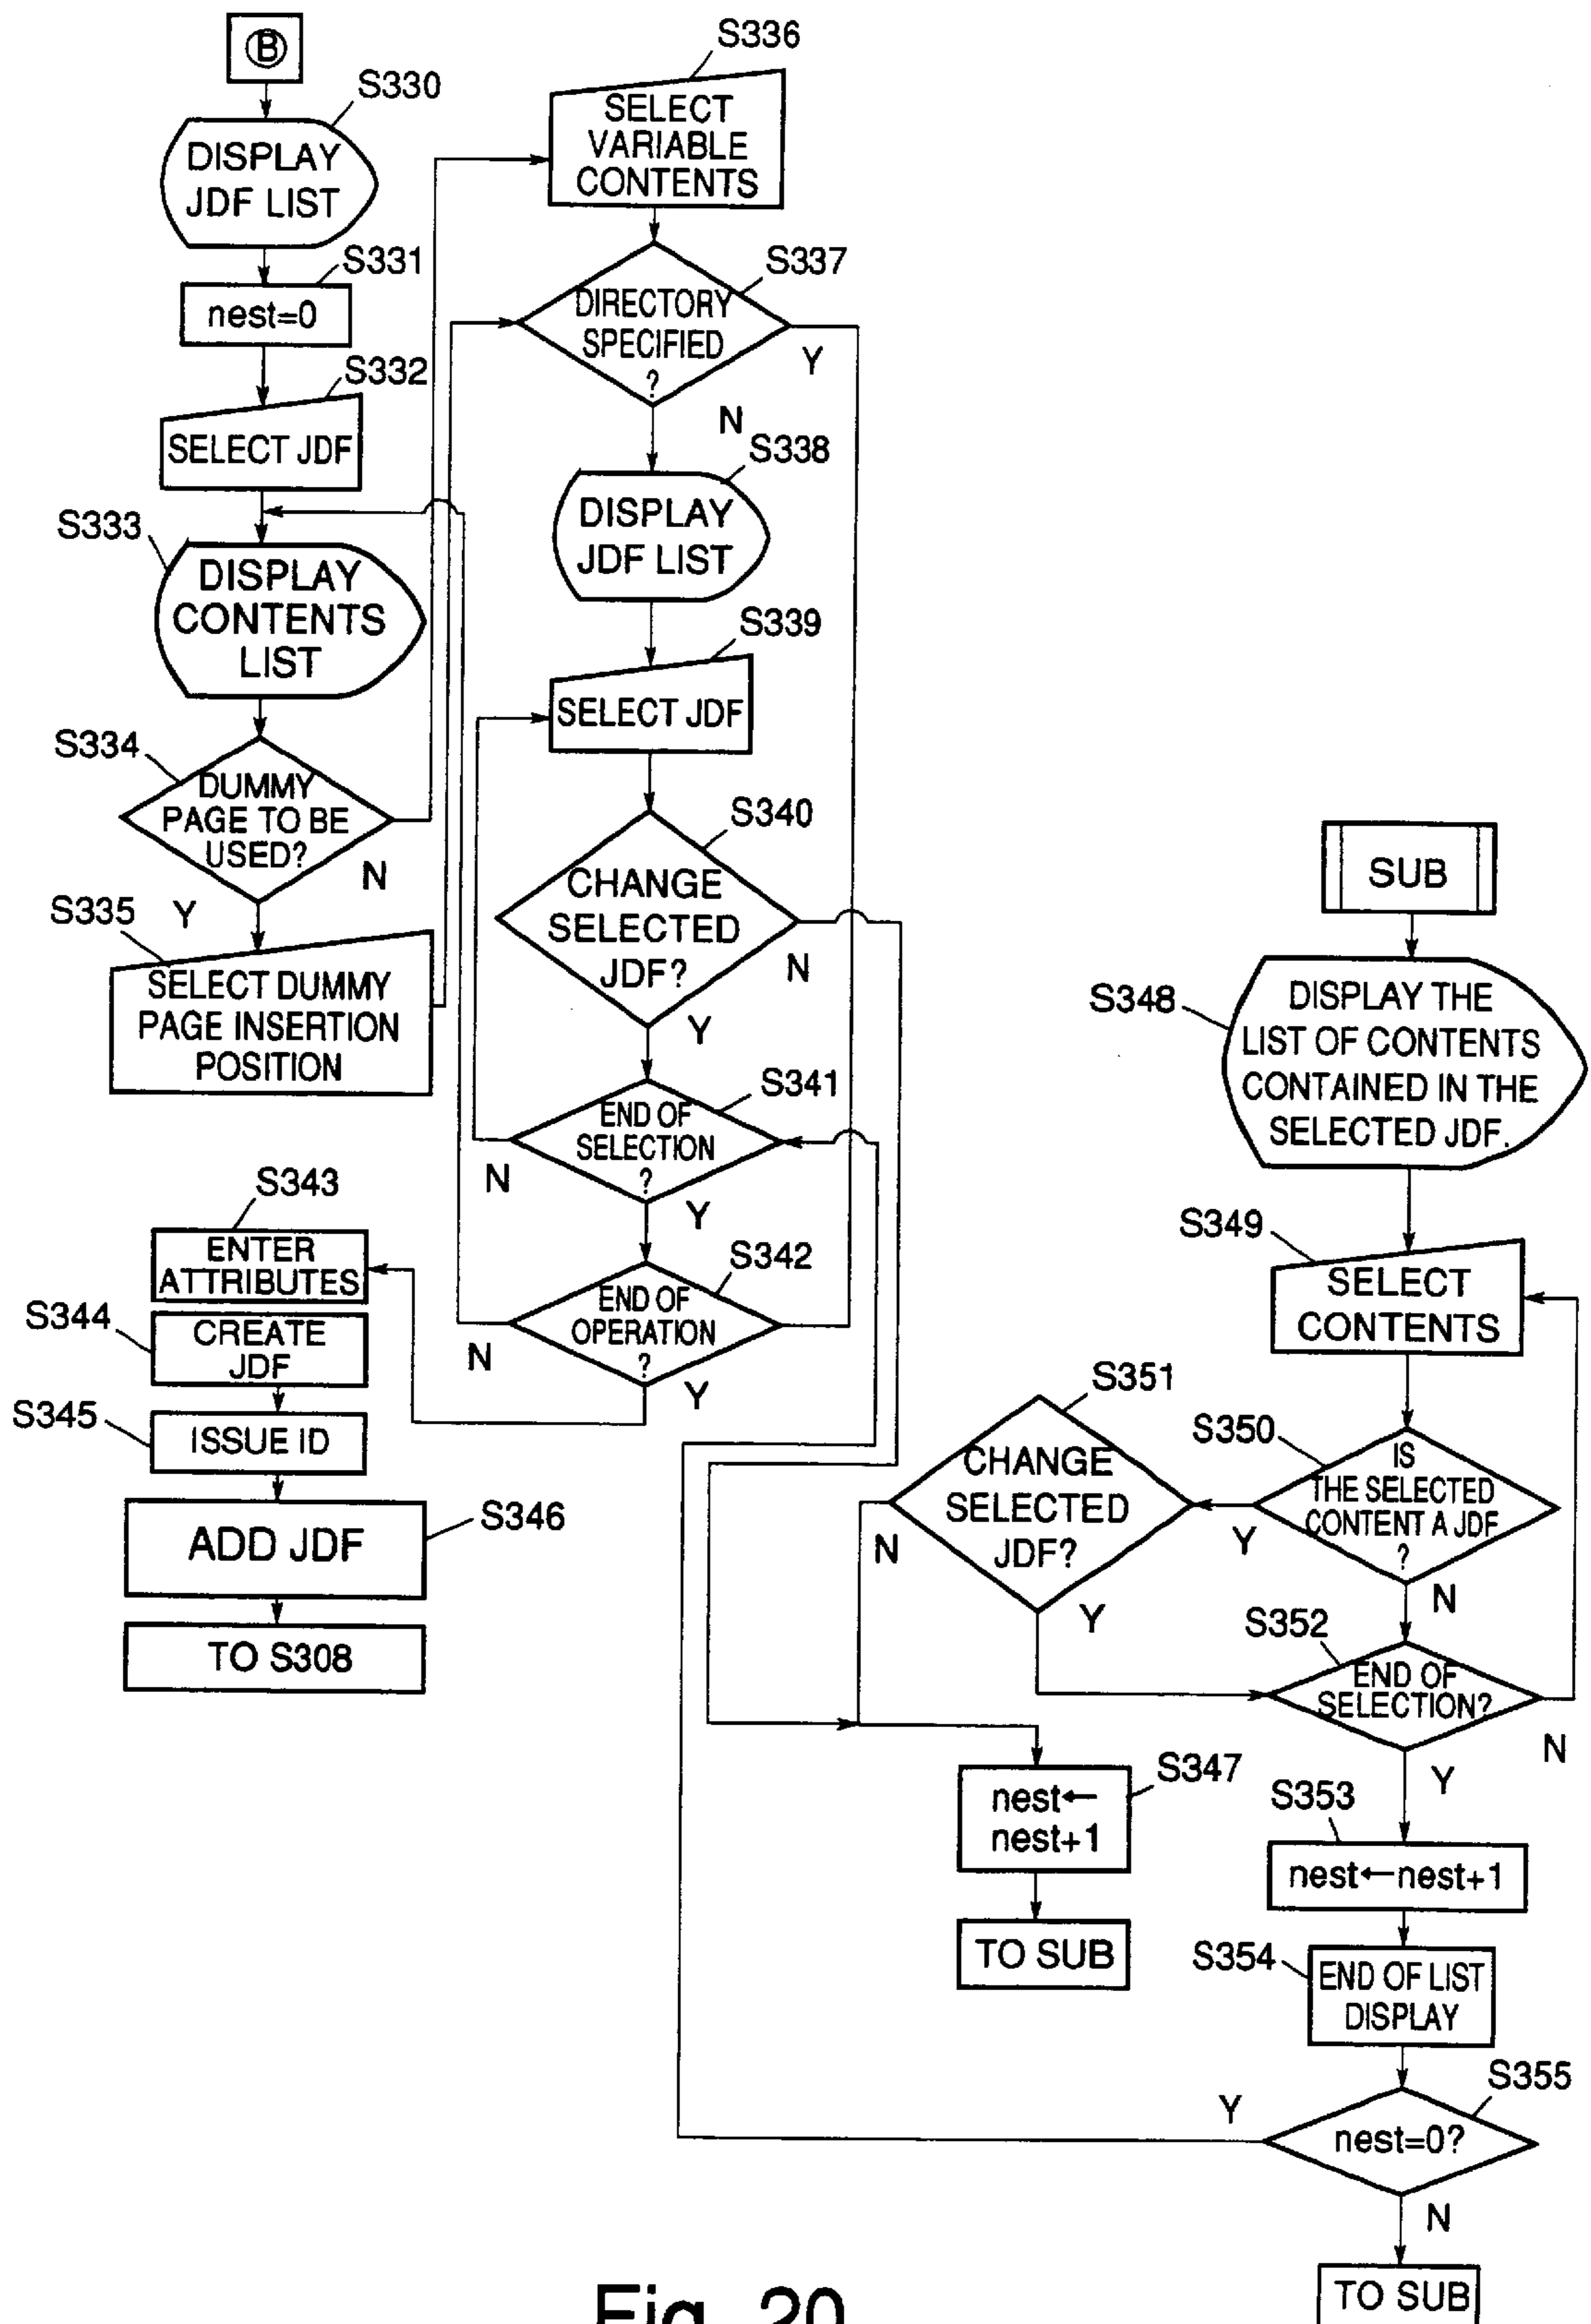 B
S330
DISPLAY
JDF LIST
S331
nest=0
S332
SELECT JDF
S333
DISPLAY
CONTENTS
LIST
S334
DUMMY
PAGE TO BE
USED?
N
Y
S335
SELECT DUMMY
PAGE INSERTION
POSITION
S336
SELECT
VARIABLE
CONTENTS
S337
DIRECTORY
SPECIFIED
?
Y
N
S338
DISPLAY
JDF LIST
S339
SELECT JDF
S340
CHANGE
SELECTED
JDF?
N
Y
S341
END OF
SELECTION
?
N
Y
S342
END OF
OPERATION
?
N
Y
S343
ENTER
ATTRIBUTES
S344
CREATE
JDF
S345
ISSUE ID
S346
ADD JDF
TO S308
SUB
S348
DISPLAY THE
LIST OF CONTENTS
CONTAINED IN THE
SELECTED JDF.
S349
SELECT
CONTENTS
S350
IS
THE SELECTED
CONTENT A JDF
?
Y
N
S351
CHANGE
SELECTED
JDF?
N
Y
S352
END OF
SELECTION?
N
Y
S347
nest←
nest+1
TO SUB
S353
nest←nest+1
S354
END OF LIST
DISPLAY
S355
nest=0?
Y
N
TO SUB
Fig. 20